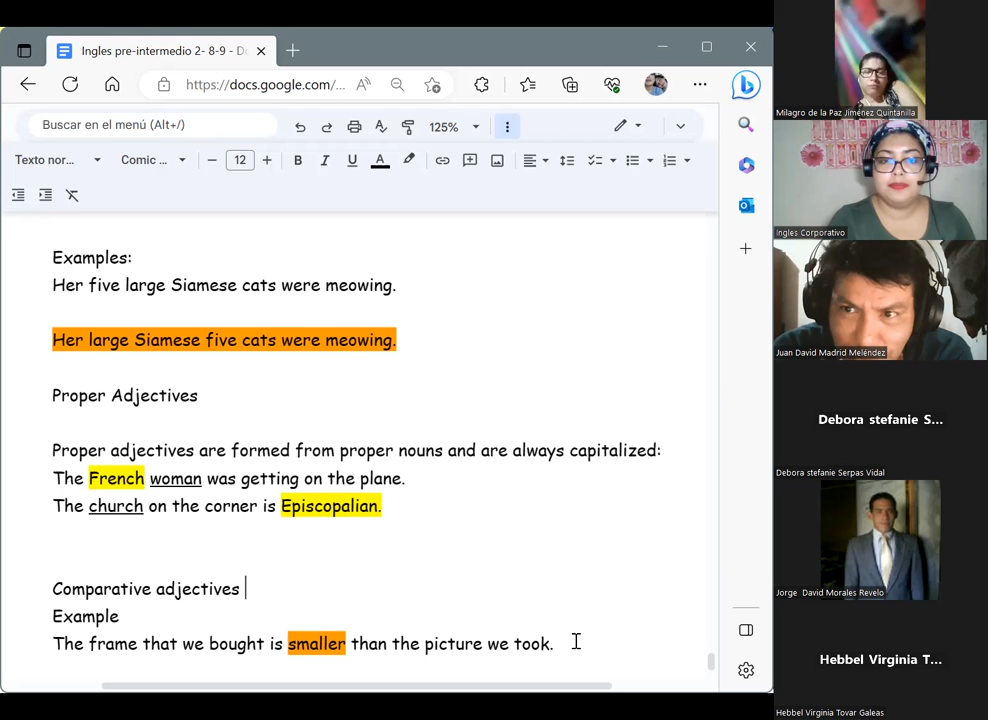 Ingles pre-intermedio 2- 8-9 - D
https://docs.google.com/...
Buscar en el menú (Alt+/)
125%
Texto nor...
Comic ...
12
Examples:
Her five large Siamese cats were meowing.
Her large Siamese five cats were meowing.
Proper Adjectives
Proper adjectives are formed from proper nouns and are always capitalized:
The French woman was getting on the plane.
The church on the corner is Episcopalian.
Comparative adjectives
Example
The frame that we bought is smaller than the picture we took.
Milagro de la Paz Jiménez Quintanilla
Ingles Corporativo
Juan David Madrid Meléndez
Debora stefanie S...
Debora stefanie Serpas Vidal
Jorge David Morales Revelo
Hebbel Virginia T...
Hebbel Virginia Tovar Galeas